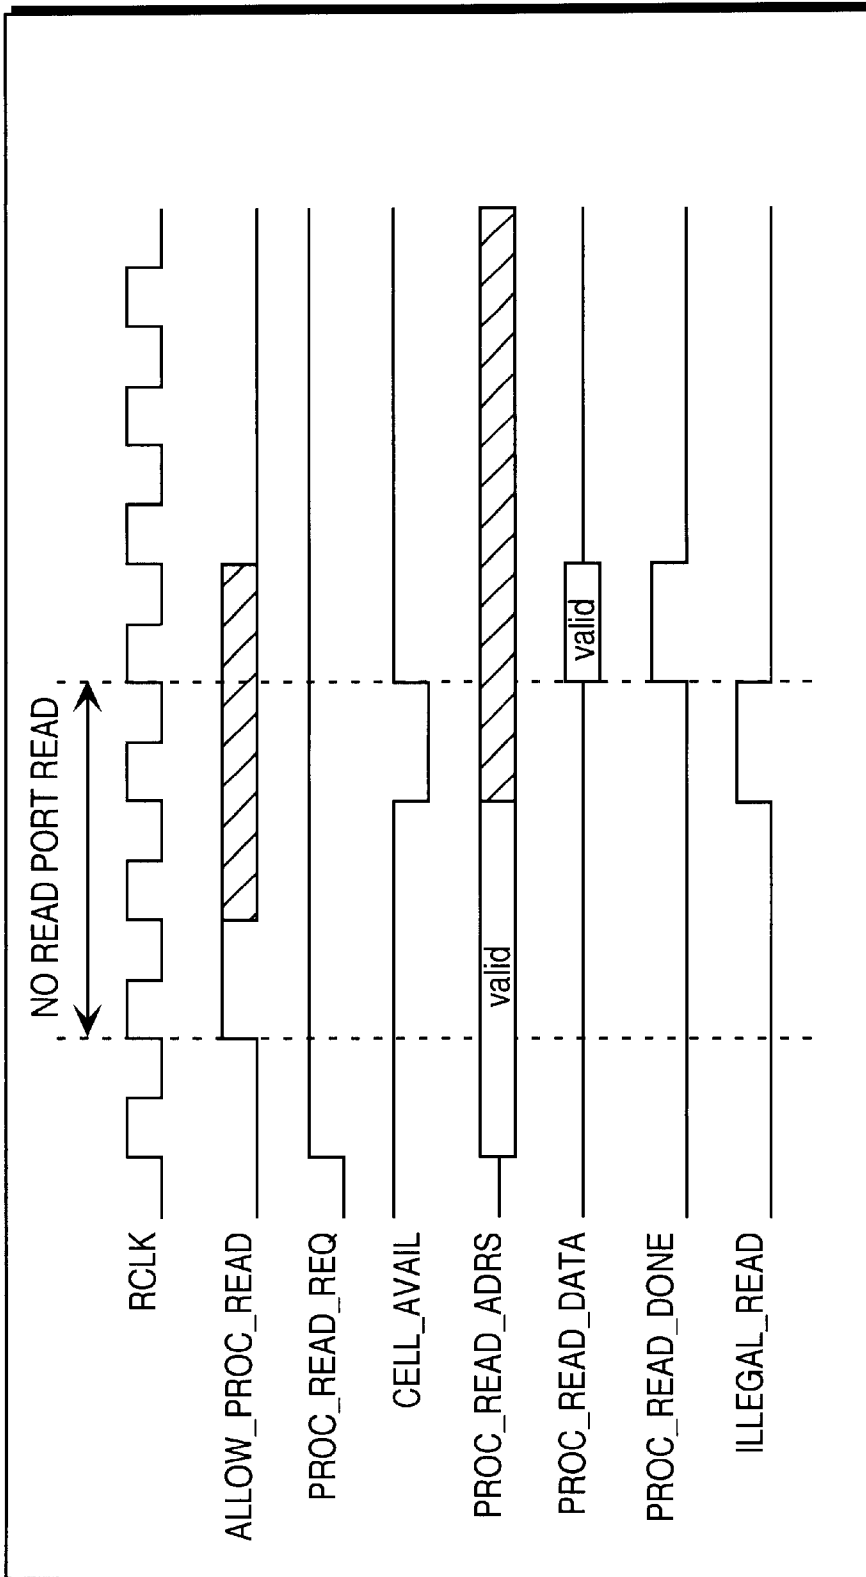 NO READ PORT READ
RCLK
ALLOW_PROC_READ
PROC_READ_REQ
CELL_AVAIL
PROC_READ_ADRS
valid
PROC_READ_DATA
valid
PROC_READ_DONE
ILLEGAL_READ